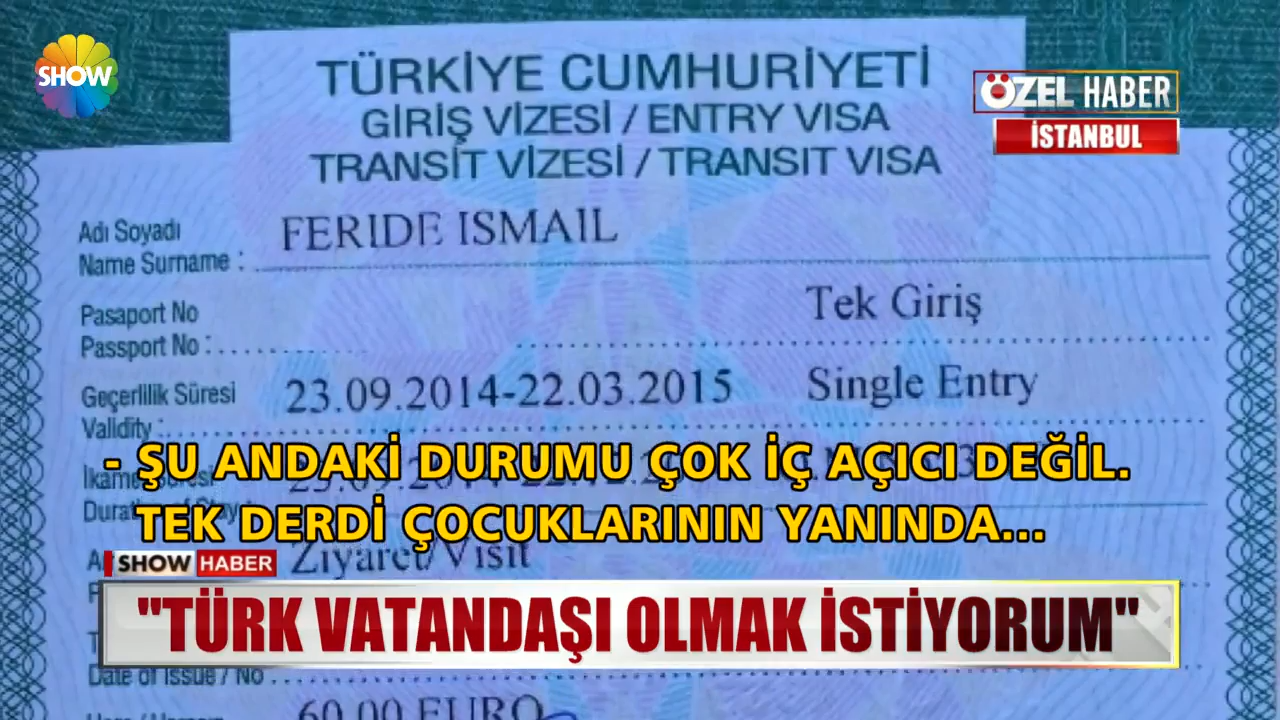 SHOW
TÜRKİYE CUMHURİYETİ
ÖZEL HABER
GİRİŞ VİZESİ / ENTRY VISA
İSTANBUL
TRANSİT VİZESİ / TRANSIT VISA
Adı Soyadı
FERIDE ISMAIL
Name Surname :
Pasaport No
Tek Giriş
Passport No :
Geçerlilik Süresi
23.09.2014-22.03.2015
Single Entry
Validity :
- ŞU ANDAKİ DURUMU ÇOK İÇ AÇICI DEĞİL.
TEK DERDİ ÇOCUKLARININ YANINDA...
SHOW HABER
Ziyaret/Visit
"TÜRK VATANDAŞI OLMAK İSTİYORUM"
Date of Issue / No
60.00 EURO